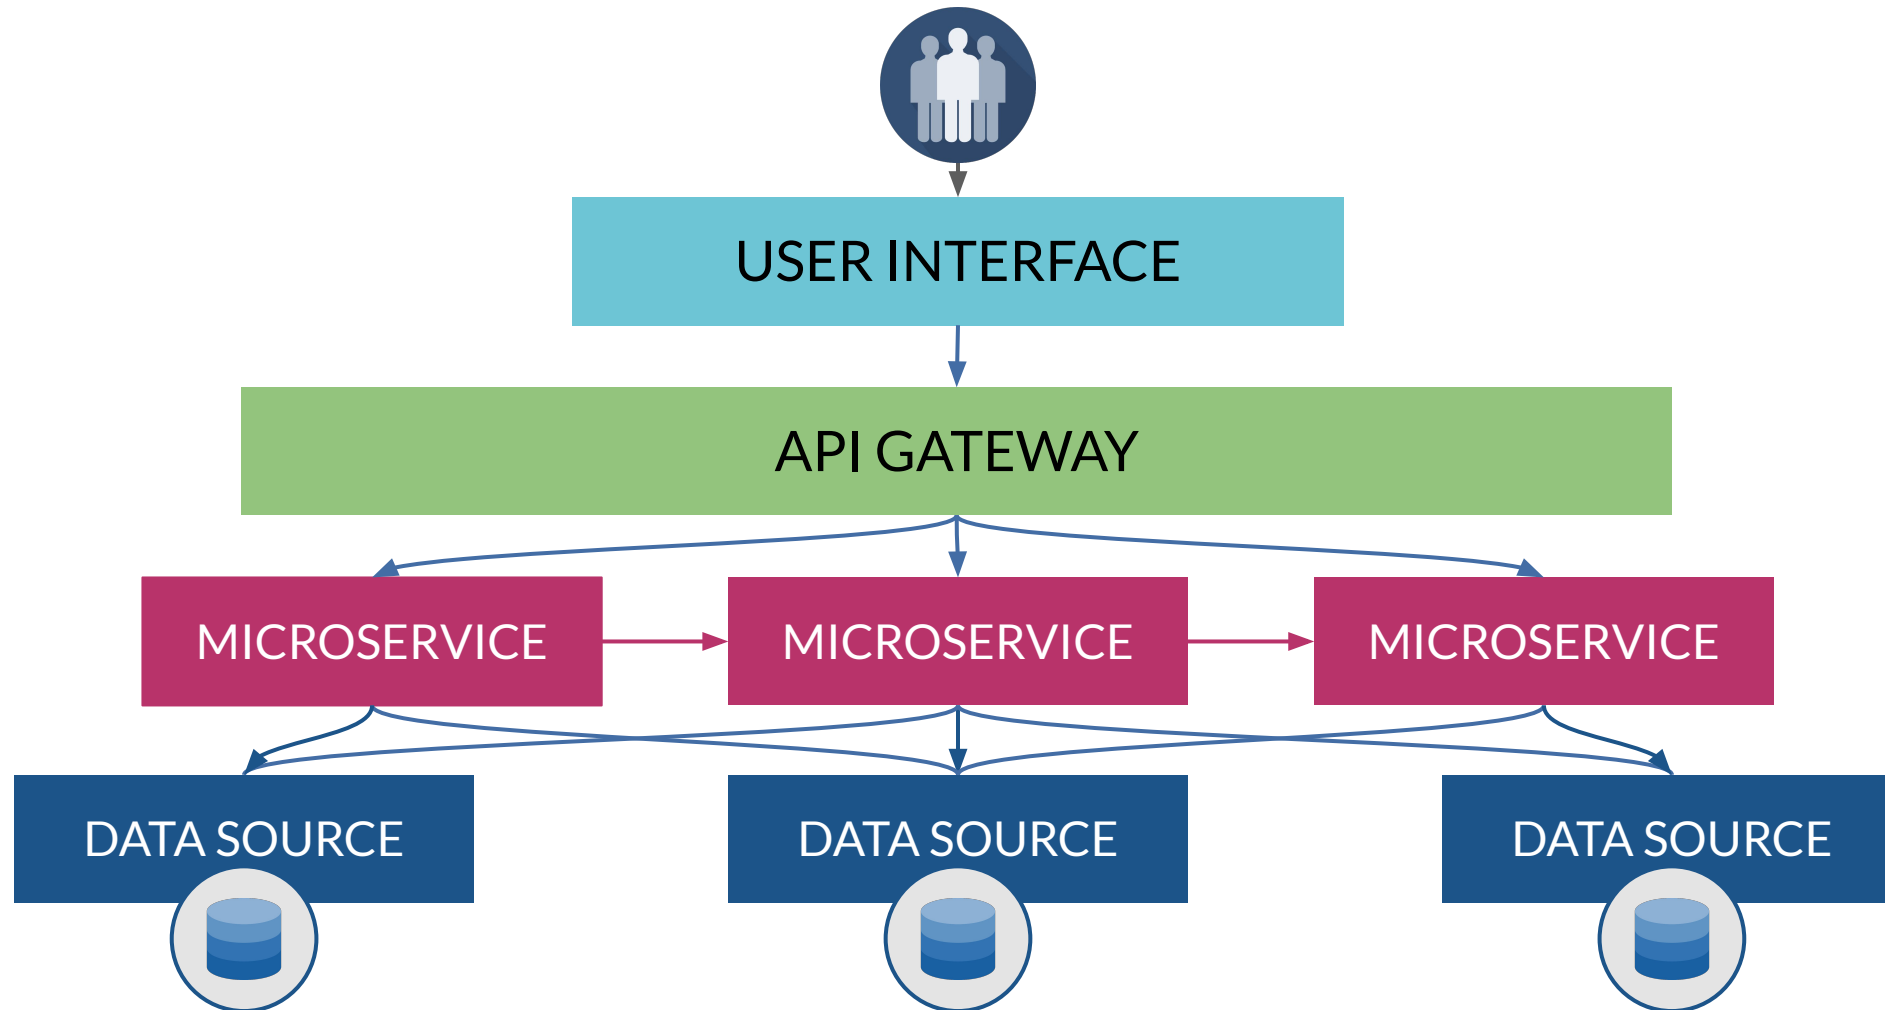 USER INTERFACE
API GATEWAY
MICROSERVICE
MICROSERVICE
MICROSERVICE
DATA SOURCE
DATA SOURCE
DATA SOURCE